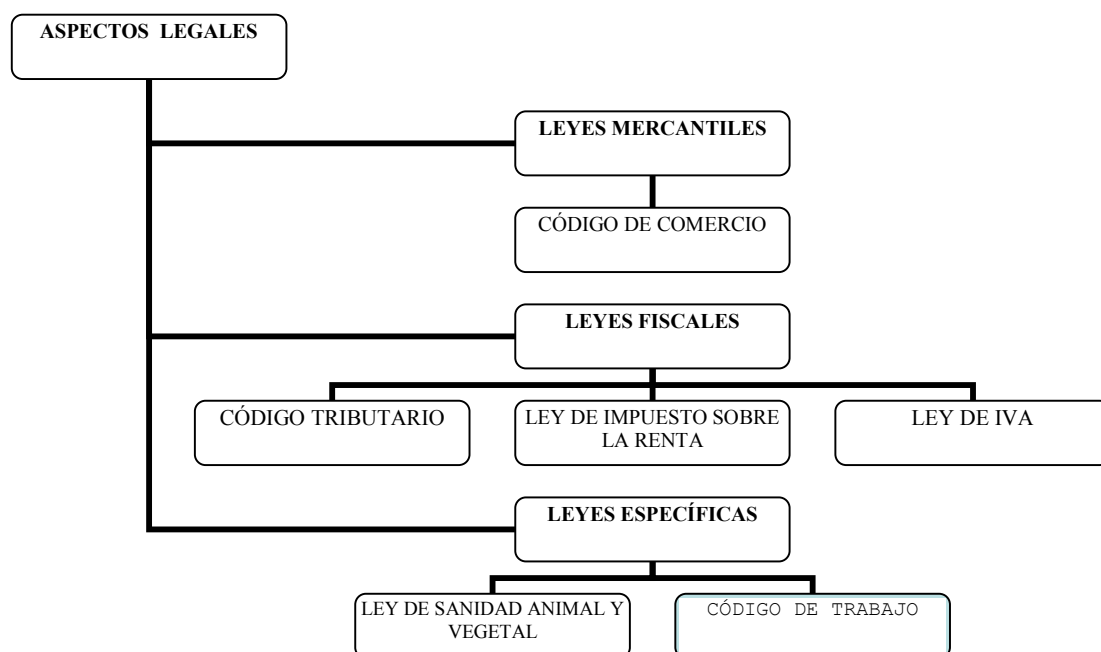 ASPECTOS LEGALES
LEYES MERCANTILES
CÓDIGO DE COMERCIO
LEYES FISCALES
CÓDIGO TRIBUTARIO
LEY DE IMPUESTO SOBRE
LA RENTA
LEY DE IVA
LEYES ESPECÍFICAS
LEY DE SANIDAD ANIMAL Y
VEGETAL
CÓDIGO DE TRABAJO